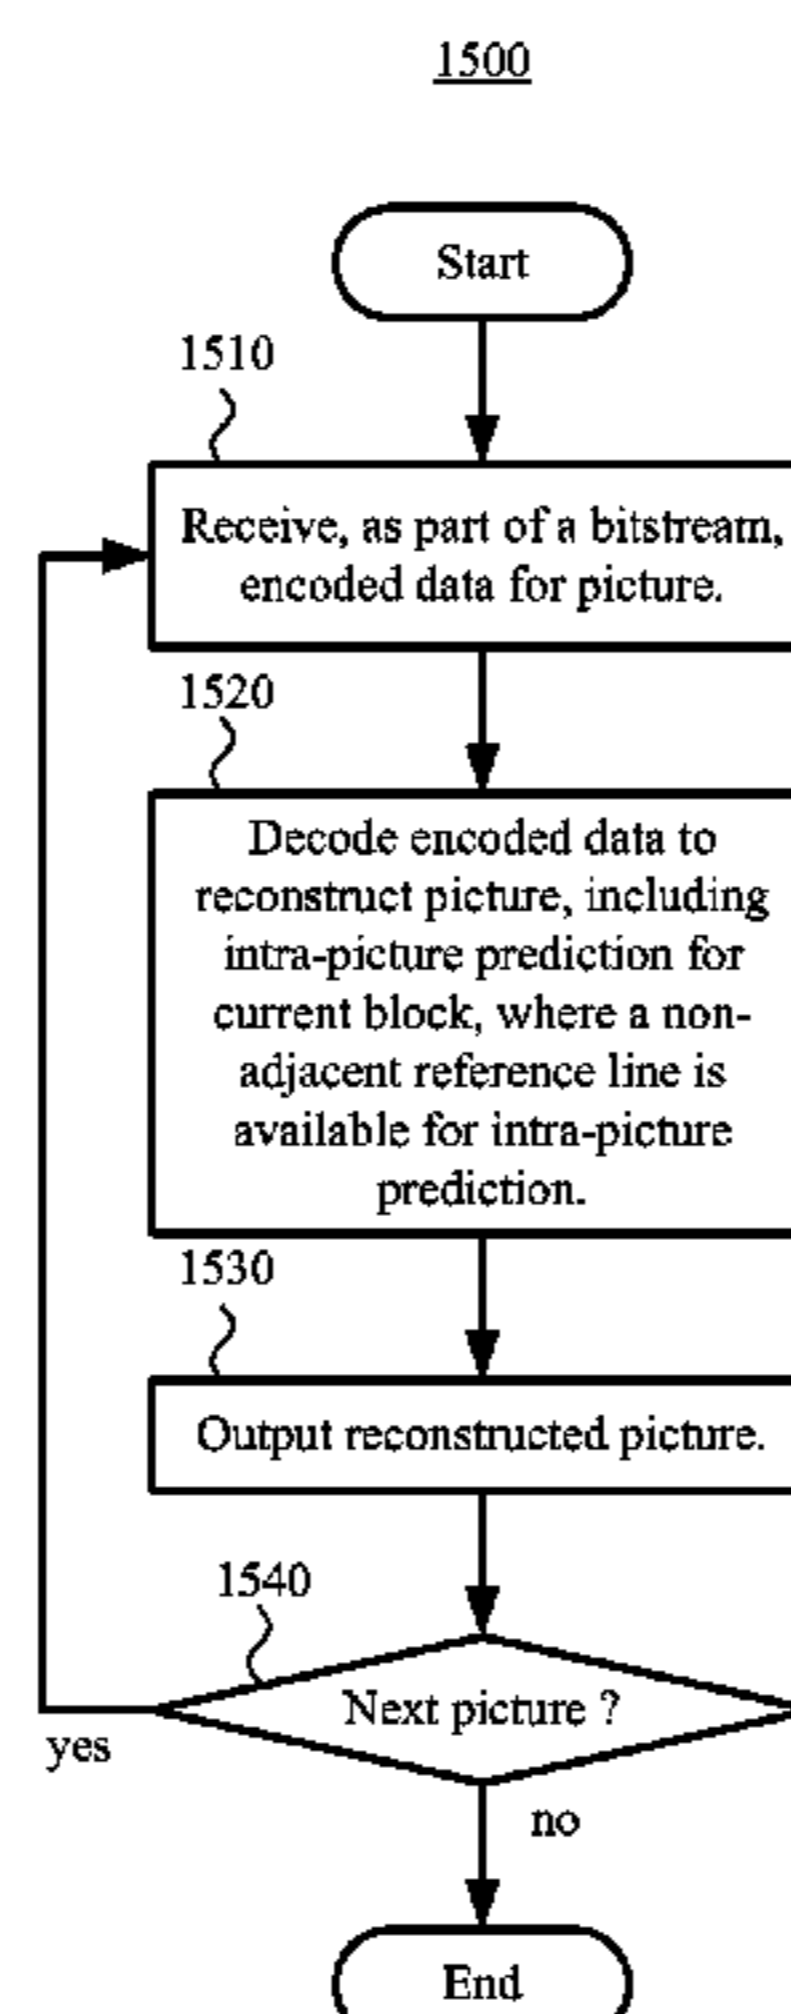 1500
Start
1510
Receive, as part of a bitstream,
encoded data for picture.
1520
Decode encoded data to
reconstruct picture, including
intra-picture prediction for
current block, where a non-
adjacent reference line is
available for intra-picture
prediction.
1530
Output reconstructed picture.
1540
Next picture ?
yes
no
End